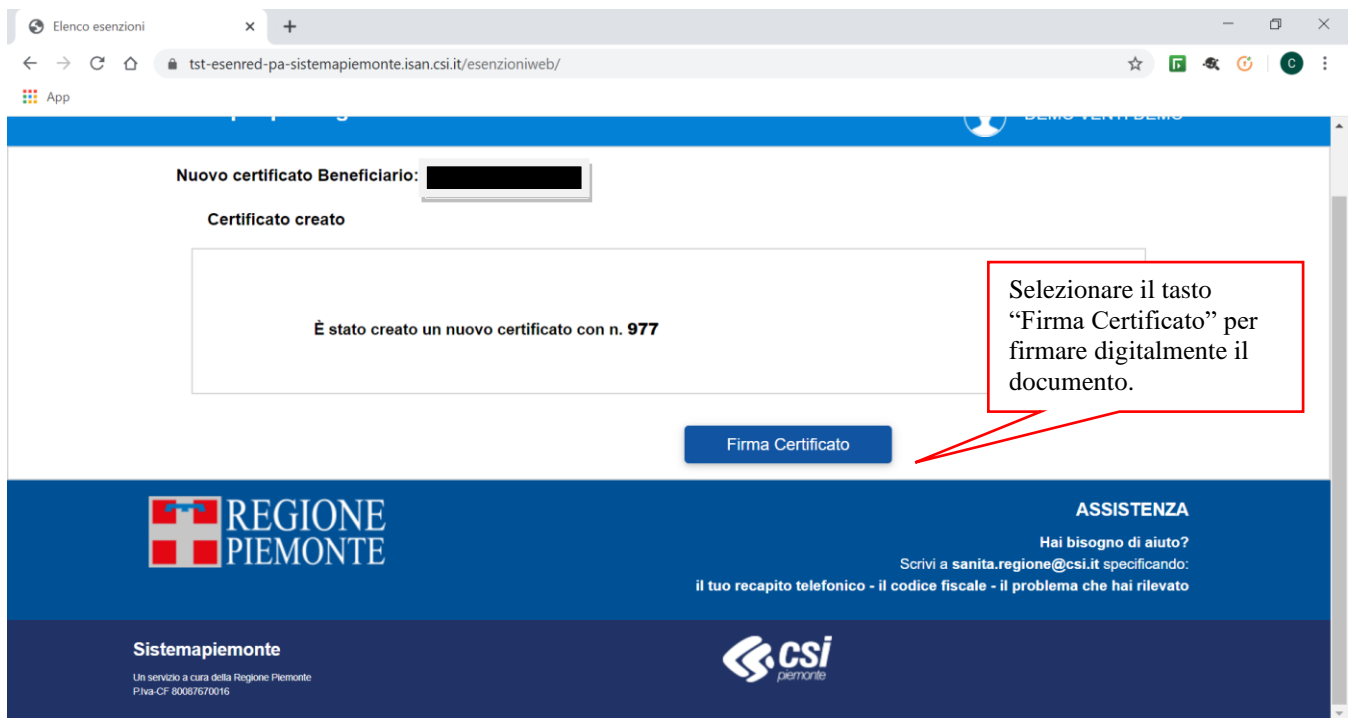 Elenco esenzioni
tst-esenred-pa-sistemapiemonte.isan.csi.it/esenzioniweb/
App
DEMO VENTI DEMO
Nuovo certificato Beneficiario:
Certificato creato
È stato creato un nuovo certificato con n. 977
Selezionare il tasto
“Firma Certificato” per
firmare digitalmente il
documento.
Firma Certificato
REGIONE
PIEMONTE
ASSISTENZA
Hai bisogno di aiuto?
Scrivi a sanita.regione@csi.it specificando:
il tuo recapito telefonico - il codice fiscale - il problema che hai rilevato
Sistemapiemonte
Un servizio a cura della Regione Piemonte
P.Iva-CF 80087670016
csi
piemonte